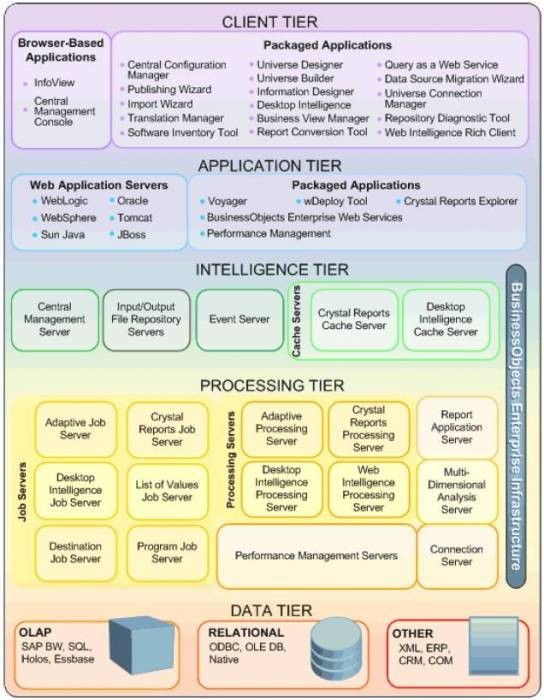 CLIENT TIER
Browser-Based
Applications
InfoView
Central
Management
Console
Packaged Applications
Central Configuration
Manager
Publishing Wizard
Import Wizard
Translation Manager
Software Inventory Tool
Universe Designer
Universe Builder
Information Designer
Desktop Intelligence
Business View Manager
Report Conversion Tool
Query as a Web Service
Data Source Migration Wizard
Universe Connection
Manager
Repository Diagnostic Tool
Web Intelligence Rich Client
APPLICATION TIER
Web Application Servers
WebLogic
WebSphere
Sun Java
Oracle
Tomcat
JBoss
Packaged Applications
Voyager
wDeploy Tool
Crystal Reports Explorer
BusinessObjects Enterprise Web Services
Performance Management
INTELLIGENCE TIER
Central
Management
Server
Input/Output
File Repository
Servers
Event Server
Cache Servers
Crystal Reports
Cache Server
Desktop
Intelligence
Cache Server
BusinessObjects Enterprise Infrastructure
PROCESSING TIER
Job Servers
Adaptive Job
Server
Crystal
Reports Job
Server
Desktop
Intelligence
Job Server
List of Values
Job Server
Destination
Job Server
Program Job
Server
Processing Servers
Adaptive
Processing
Server
Crystal
Reports
Processing
Server
Report
Application
Server
Desktop
Intelligence
Processing
Server
Web
Intelligence
Processing
Server
Multi-
Dimensional
Analysis
Server
Performance Management Servers
Connection
Server
DATA TIER
OLAP
SAP BW, SQL,
Holos, Essbase
RELATIONAL
ODBC, OLE DB,
Native
OTHER
XML, ERP,
CRM, COM